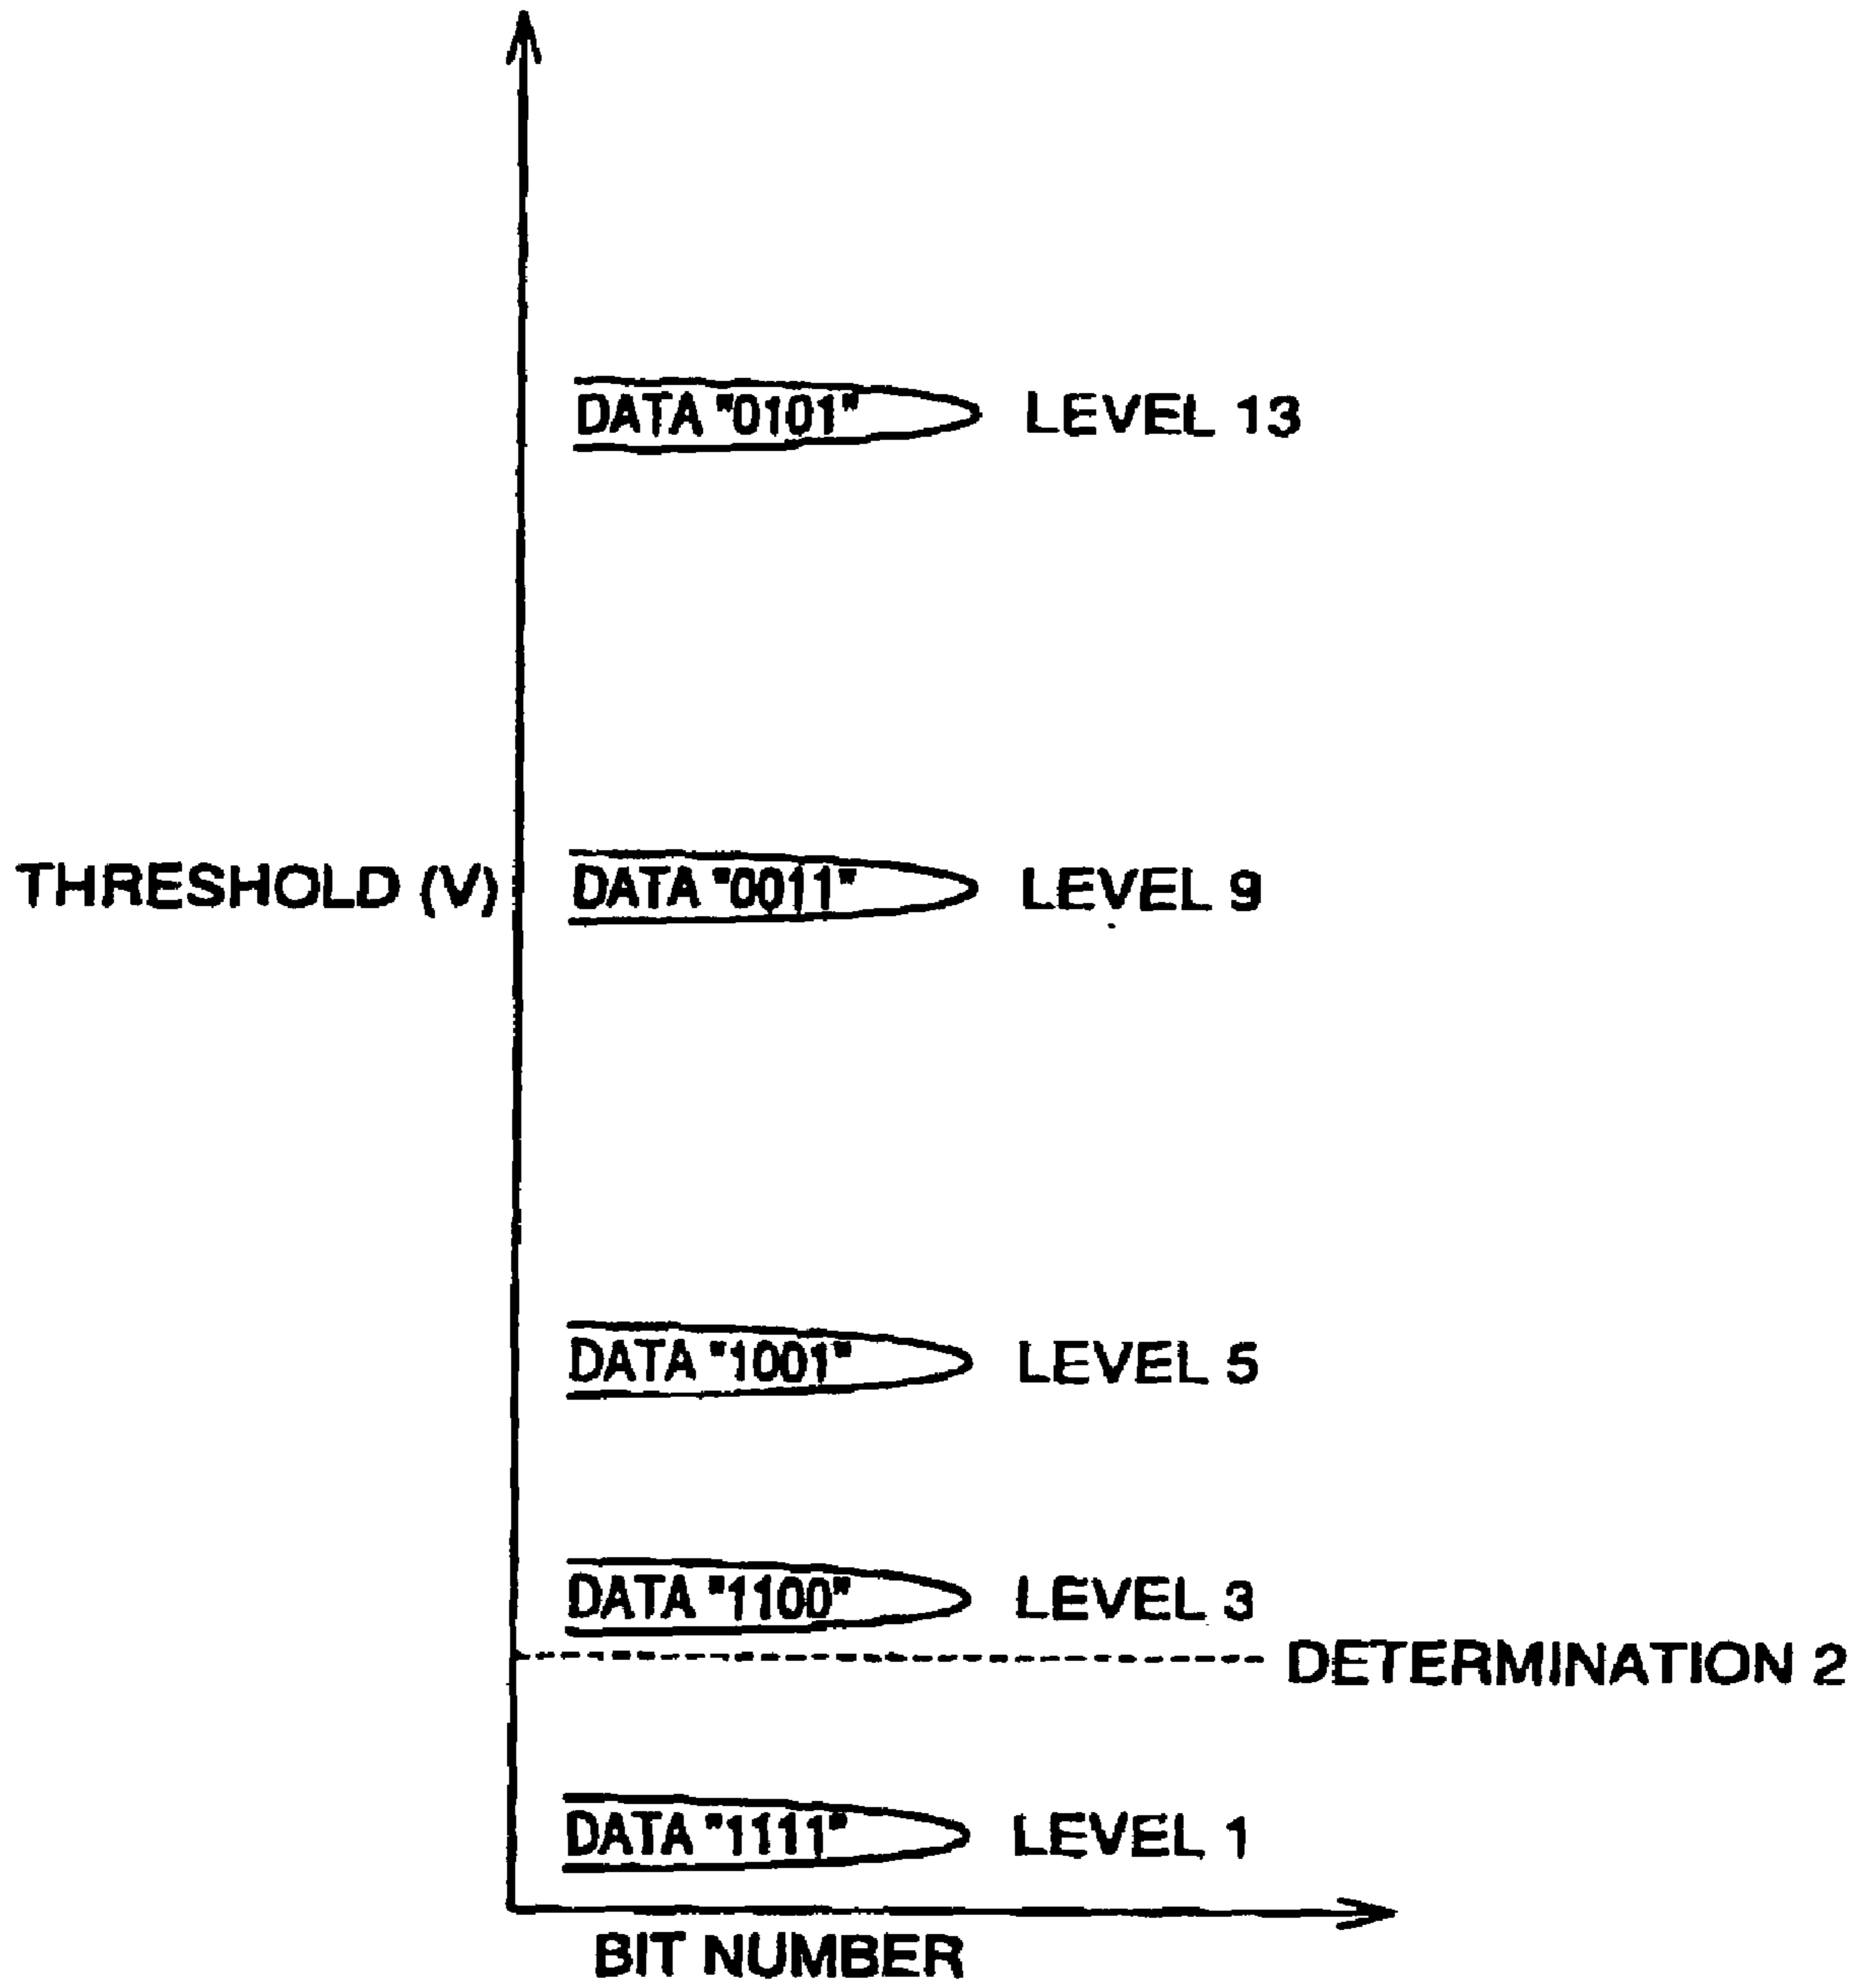 DATA "0101" LEVEL 13
THRESHOLD (V) DATA "0011" LEVEL 9
DATA "1001" LEVEL 5
DATA "1100" LEVEL 3
DETERMINATION 2
DATA "1111" LEVEL 1
BIT NUMBER